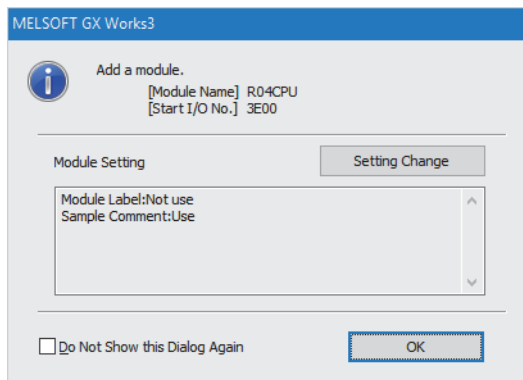 MELSOFT GX Works3
Add a module.
[Module Name] R04CPU
[Start I/O No.] 3E00
Module Setting
Setting Change
Module Label:Not use
Sample Comment:Use
Do Not Show this Dialog Again
OK